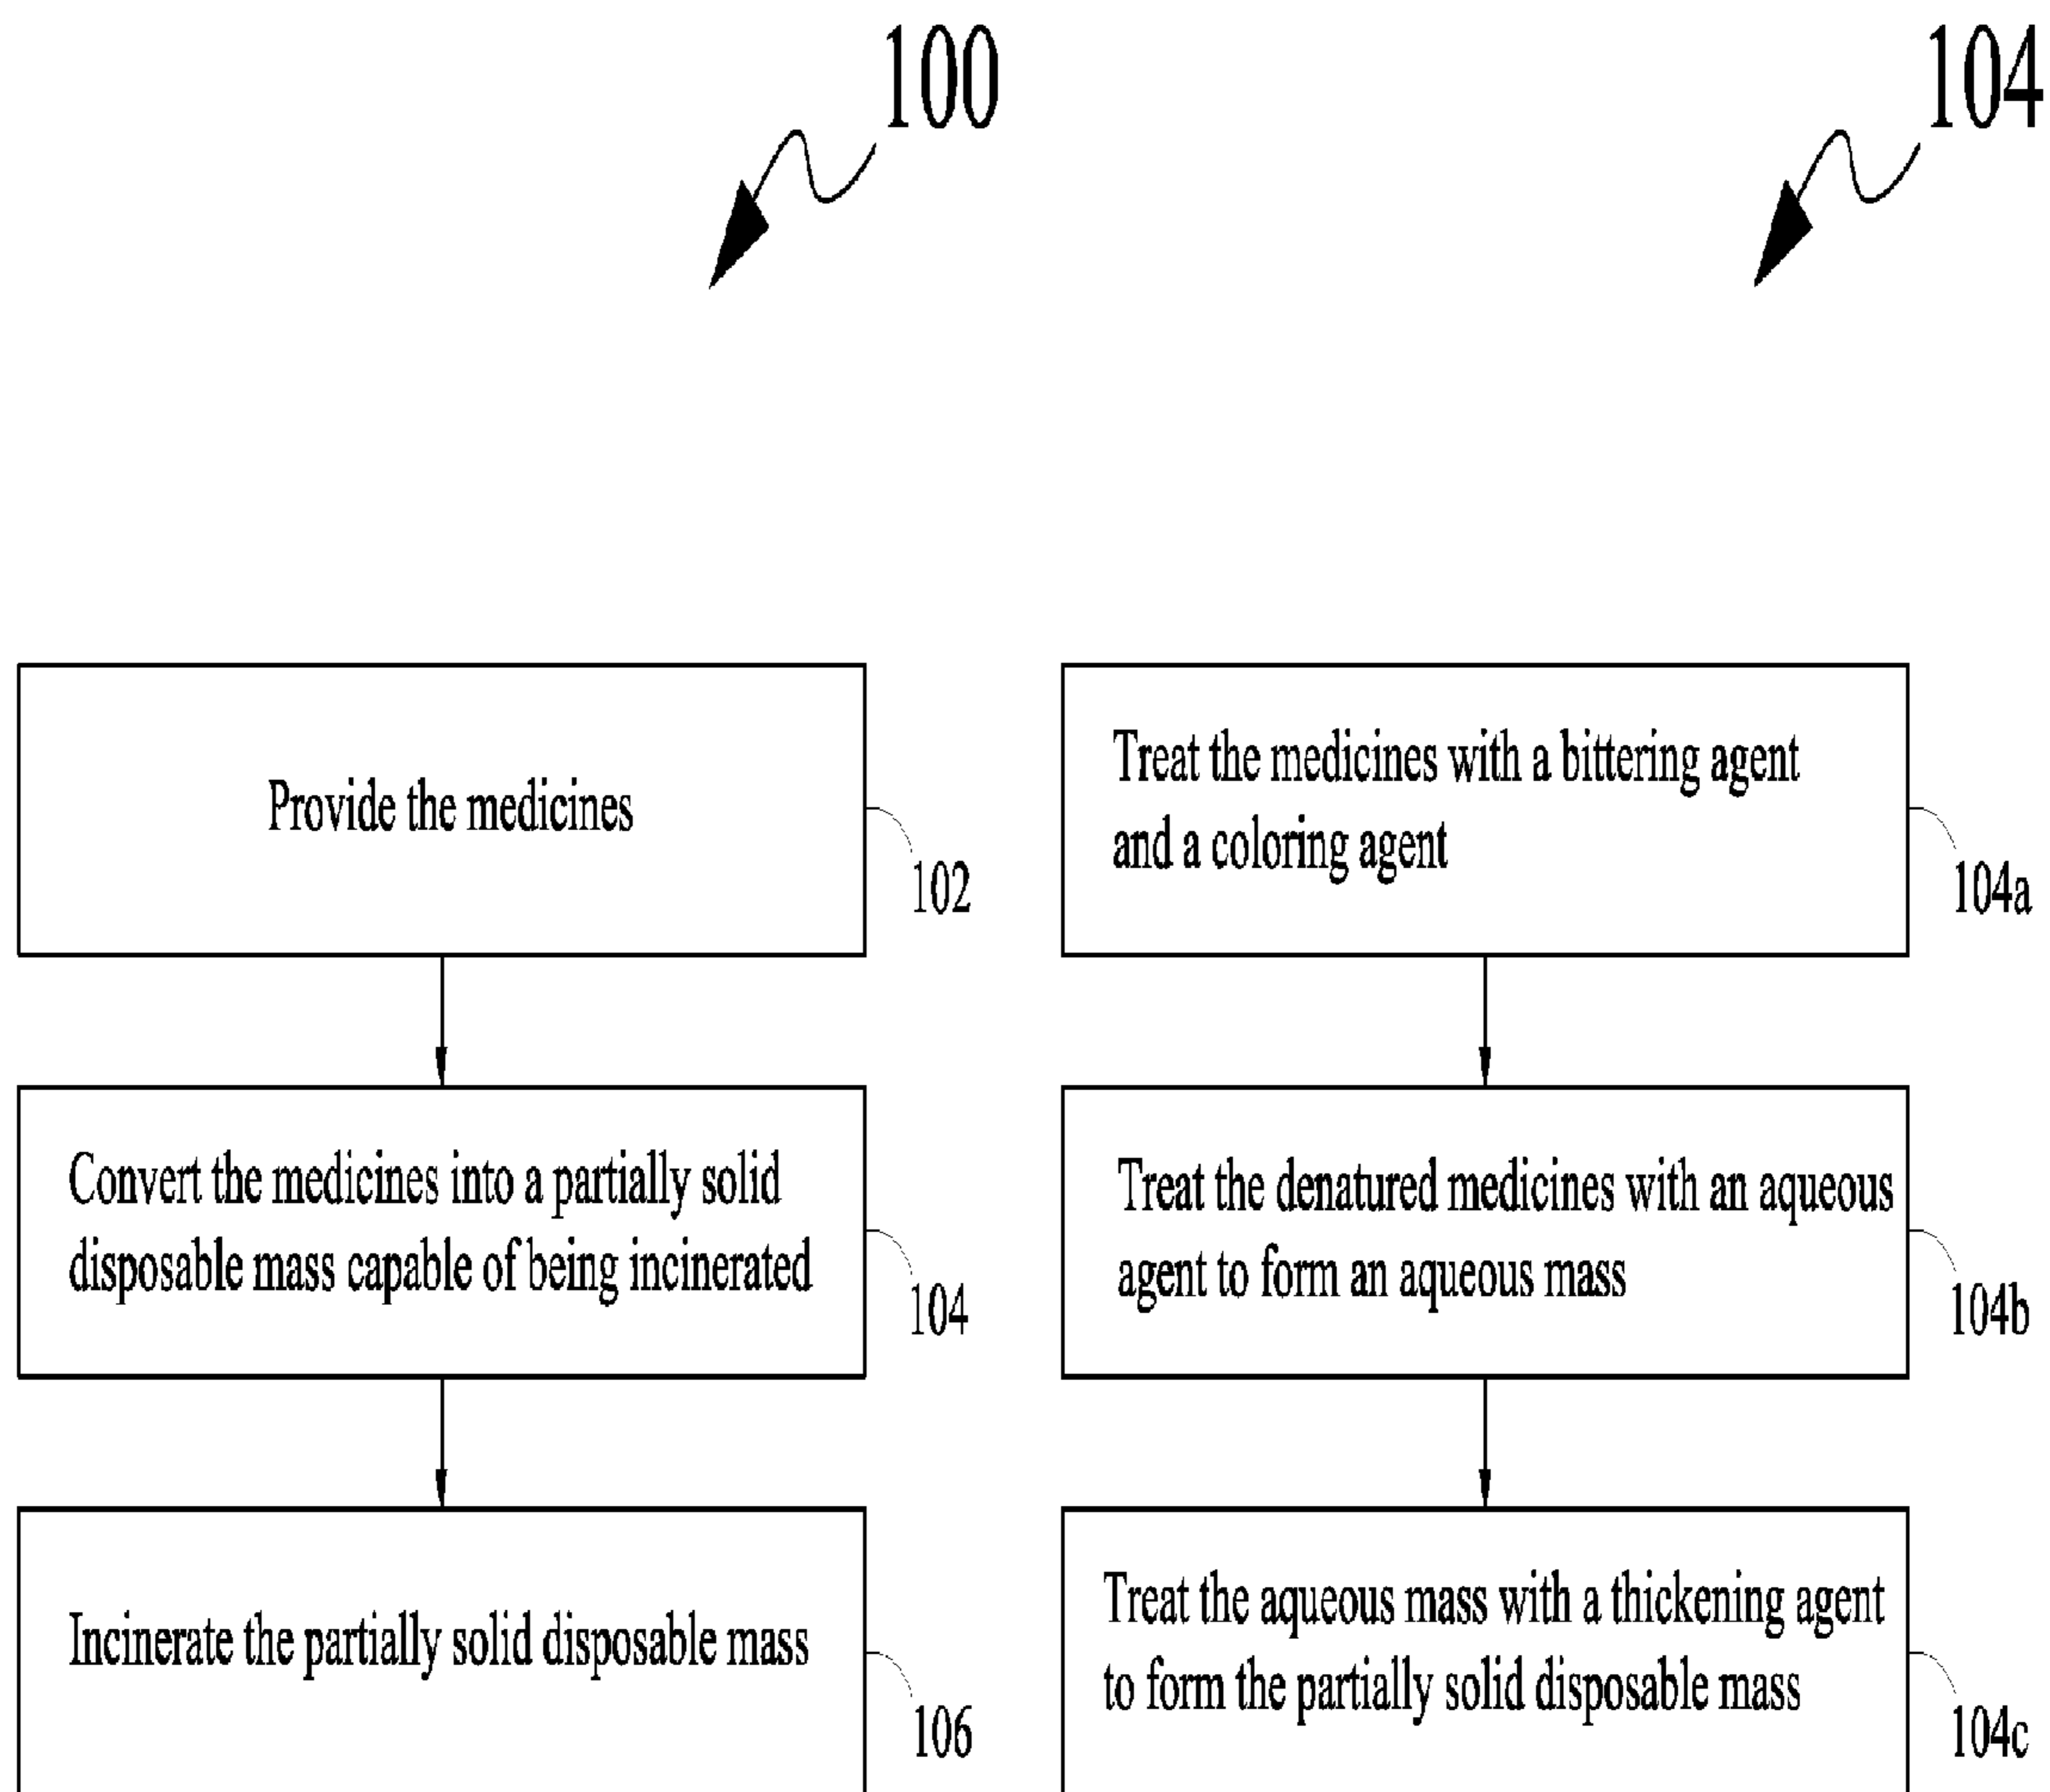 100
Provide the medicines
102
Convert the medicines into a partially solid
disposable mass capable of being incinerated
104
Incinerate the partially solid disposable mass
106
104
Treat the medicines with a bittering agent
and a coloring agent
104a
Treat the denatured medicines with an aqueous
agent to form an aqueous mass
104b
Treat the aqueous mass with a thickening agent
to form the partially solid disposable mass
104c